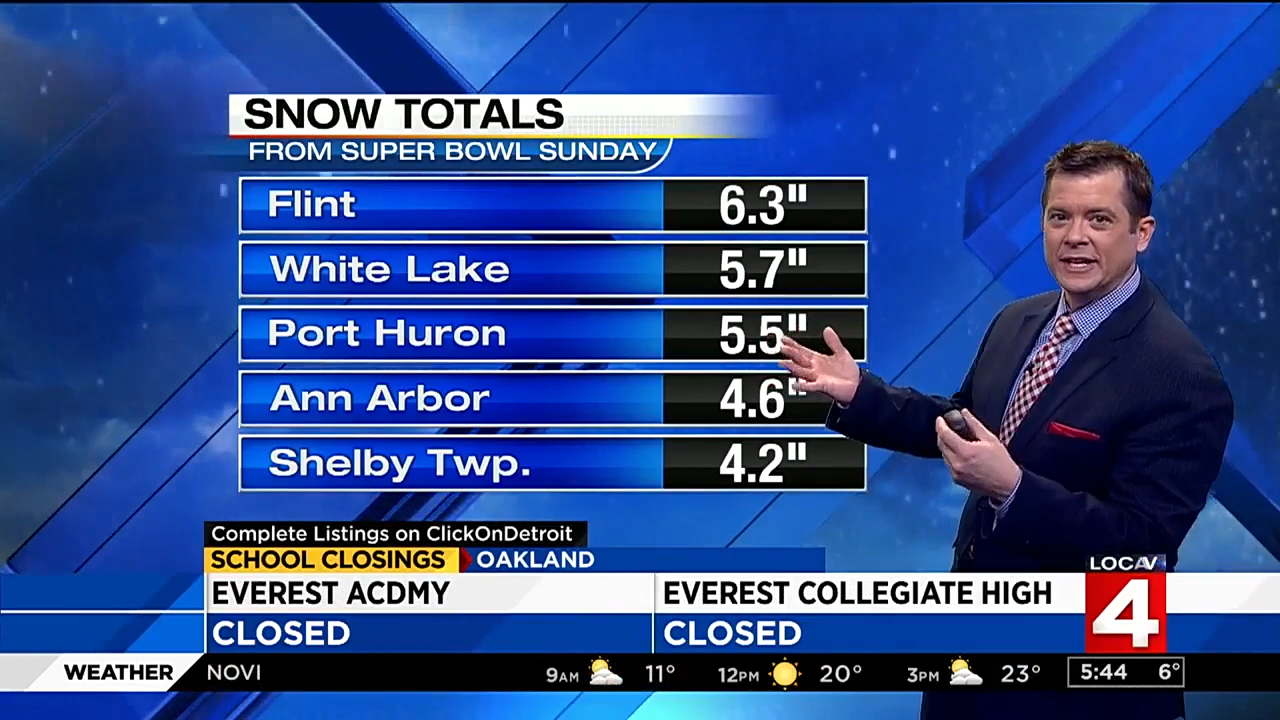 SNOW TOTALS
FROM SUPER BOWL SUNDAY
Flint 6.3"
White Lake 5.7"
Port Huron 5.5"
Ann Arbor 4.6"
Shelby Twp. 4.2"
Complete Listings on ClickOnDetroit
SCHOOL CLOSINGS OAKLAND
EVEREST ACDMY EVEREST COLLEGIATE HIGH
CLOSED CLOSED
LOCAL 4
WEATHER NOVI 9AM 11° 12PM 20° 3PM 23° 5:44 6°